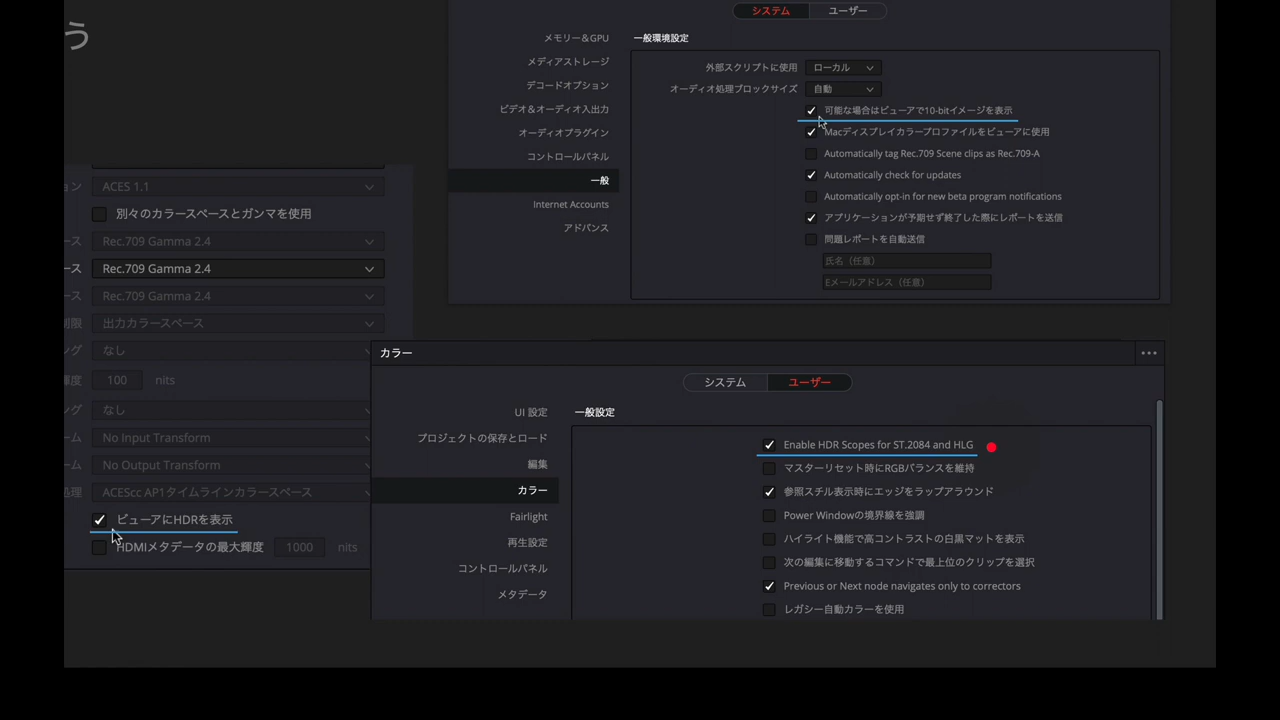 う
システム ユーザー
メモリー＆GPU
メディアストレージ
デコードオプション
ビデオ＆オーディオ入出力
オーディオプラグイン
コントロールパネル
一般
Internet Accounts
アドバンス
一般環境設定
外部スクリプトに使用 ローカル
オーディオ処理ブロックサイズ 自動
可能な場合はビューアで10-bitイメージを表示
Macディスプレイカラープロファイルをビューアに使用
Automatically tag Rec.709 Scene clips as Rec.709-A
Automatically check for updates
Automatically opt-in for new beta program notifications
アプリケーションが予期せず終了した際にレポートを送信
問題レポートを自動送信
氏名（任意）
Eメールアドレス（任意）
ョン ACES 1.1
別々のカラースペースとガンマを使用
ース Rec.709 Gamma 2.4
ース Rec.709 Gamma 2.4
ース Rec.709 Gamma 2.4
制限 出力カラースペース
ング なし
輝度 100 nits
ング なし
ーム No Input Transform
ーム No Output Transform
処理 ACEScc AP1タイムラインカラースペース
ビューアにHDRを表示
HDMIメタデータの最大輝度 1000 nits
カラー
システム ユーザー
UI 設定
プロジェクトの保存とロード
編集
カラー
Fairlight
再生設定
コントロールパネル
メタデータ
一般設定
Enable HDR Scopes for ST.2084 and HLG
マスターリセット時にRGBバランスを維持
参照スチル表示時にエッジをラップアラウンド
Power Windowの境界線を強調
ハイライト機能で高コントラストの白黒マットを表示
次の編集に移動するコマンドで最上位のクリップを選択
Previous or Next node navigates only to correctors
レガシー自動カラーを使用